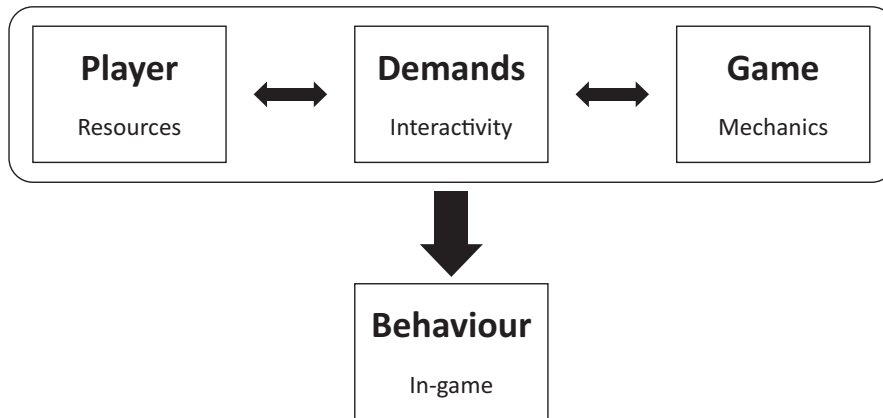 Player
Resources
Demands
Interactivity
Game
Mechanics
Behaviour
In-game